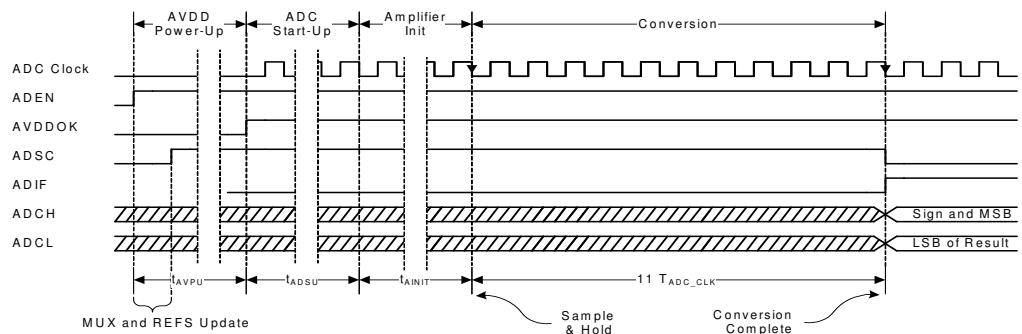 AVDD
Power-Up
ADC
Start-Up
Amplifier
Init
Conversion
ADC Clock
ADEN
AVDDOK
ADSC
ADIF
ADCH
Sign and MSB
ADCL
LSB of Result
tAVPU
tADSU
tAINIT
11 TADC_CLK
MUX and REFS Update
Sample
& Hold
Conversion
Complete